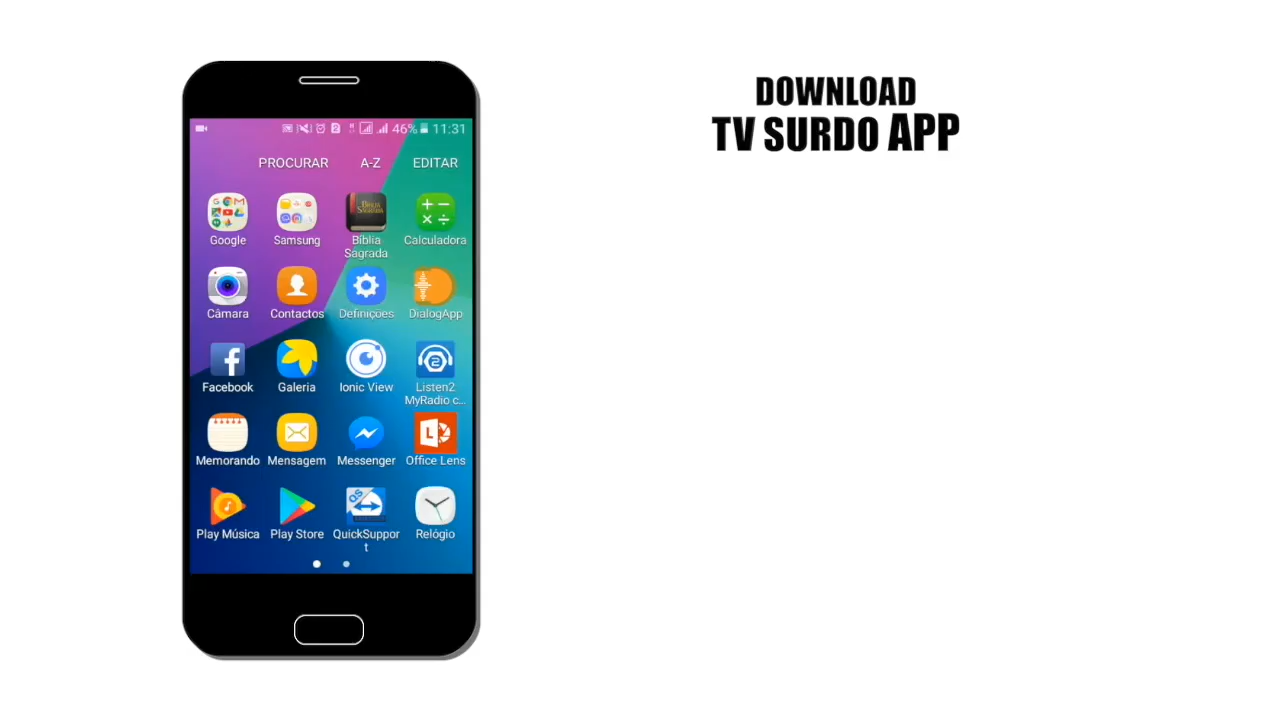 DOWNLOAD
TV SURDO APP
46% 11:31
PROCURAR A-Z EDITAR
Google Samsung Bíblia Sagrada Calculadora
Câmara Contactos Definições DialogApp
Facebook Galeria Ionic View Listen2 MyRadio c...
Memorando Mensagem Messenger Office Lens
Play Música Play Store QuickSupport Relógio